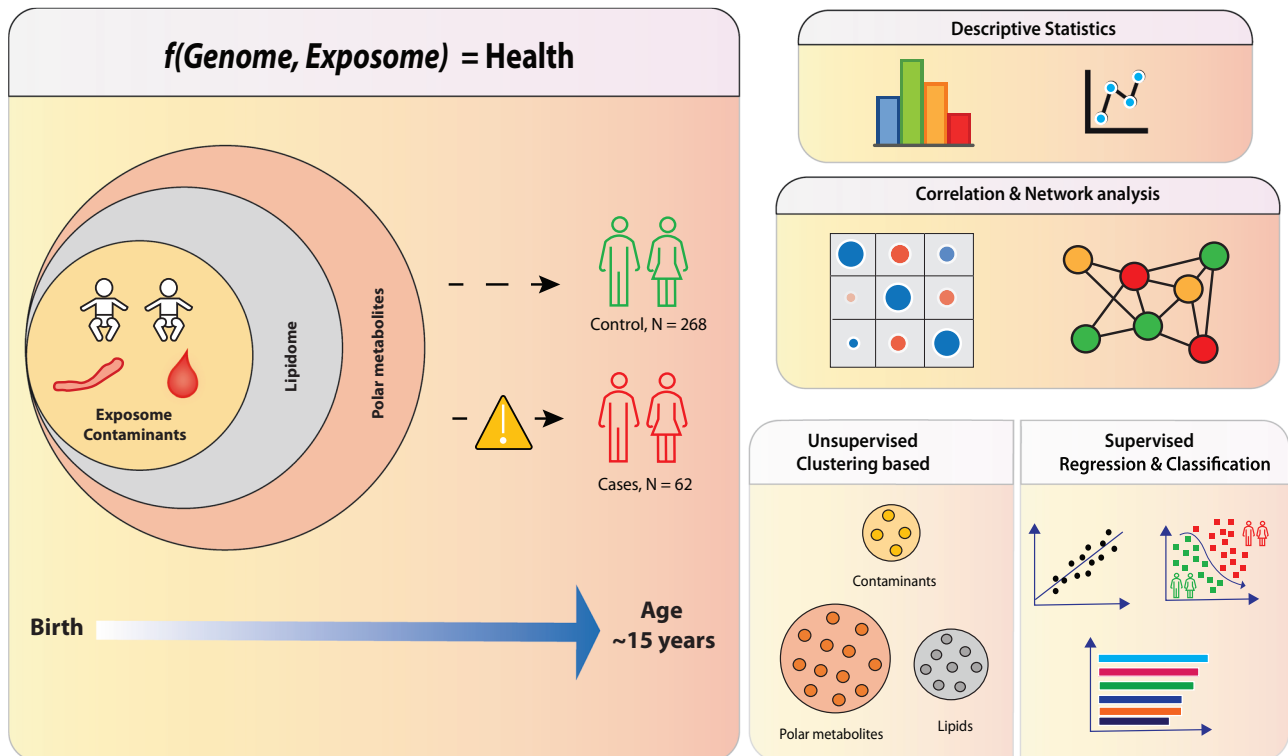 f(Genome, Exposome) = Health
Exposome
Contaminants
Lipidome
Polar metabolites
Control, N = 268
Cases, N = 62
Birth
Age
~15 years
Descriptive Statistics
Correlation & Network analysis
Unsupervised
Clustering based
Contaminants
Polar metabolites
Lipids
Supervised
Regression & Classification